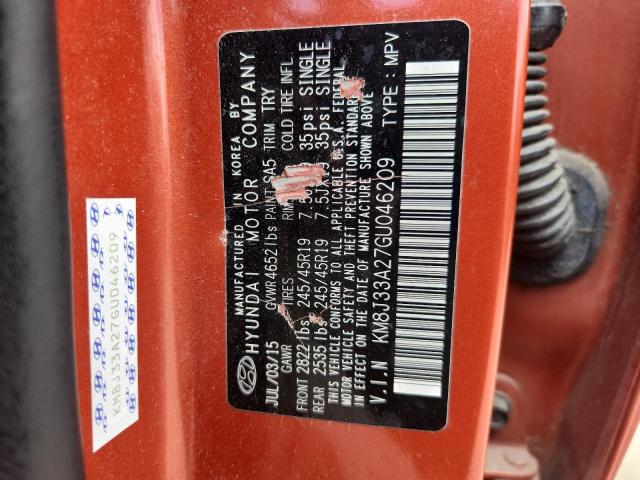 MANUFACTURED IN KOREA BY
HYUNDAI MOTOR COMPANY
JUL/03/15 GVWR 4652 lbs PAINT SA5 TRIM TRY
GAWR TIRES COLD TIRE INFL
FRONT 2822 lbs 245/45R19 35psi SINGLE
REAR 2535 lbs 245/45R19 35psi SINGLE
THIS VEHICLE CONFORMS TO ALL APPLICABLE U.S.A. FEDERAL
MOTOR VEHICLE SAFETY AND THEFT PREVENTION STANDARD
IN EFFECT ON THE DATE OF MANUFACTURE SHOWN ABOVE
V.I.N KM8J33A27GU046209 TYPE : MPV
KM8J33A27GU046209